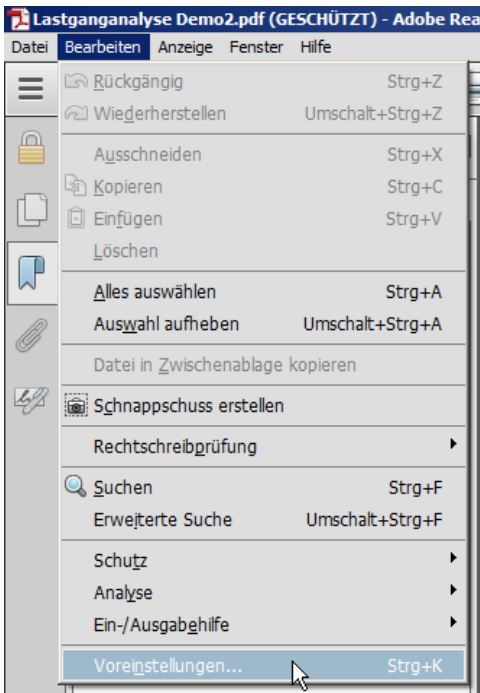 Lastganganalyse Demo2.pdf (GESCHÜTZT) - Adobe Rea
Datei Bearbeiten Anzeige Fenster Hilfe
Rückgängig Strg+Z
Wiederherstellen Umschalt+Strg+Z
Ausschneiden Strg+X
Kopieren Strg+C
Einfügen Strg+V
Löschen
Alles auswählen Strg+A
Auswahl aufheben Umschalt+Strg+A
Datei in Zwischenablage kopieren
Schnappschuss erstellen
Rechtschreibprüfung
Suchen Strg+F
Erweiterte Suche Umschalt+Strg+F
Schutz
Analyse
Ein-/Ausgabehilfe
Voreinstellungen... Strg+K